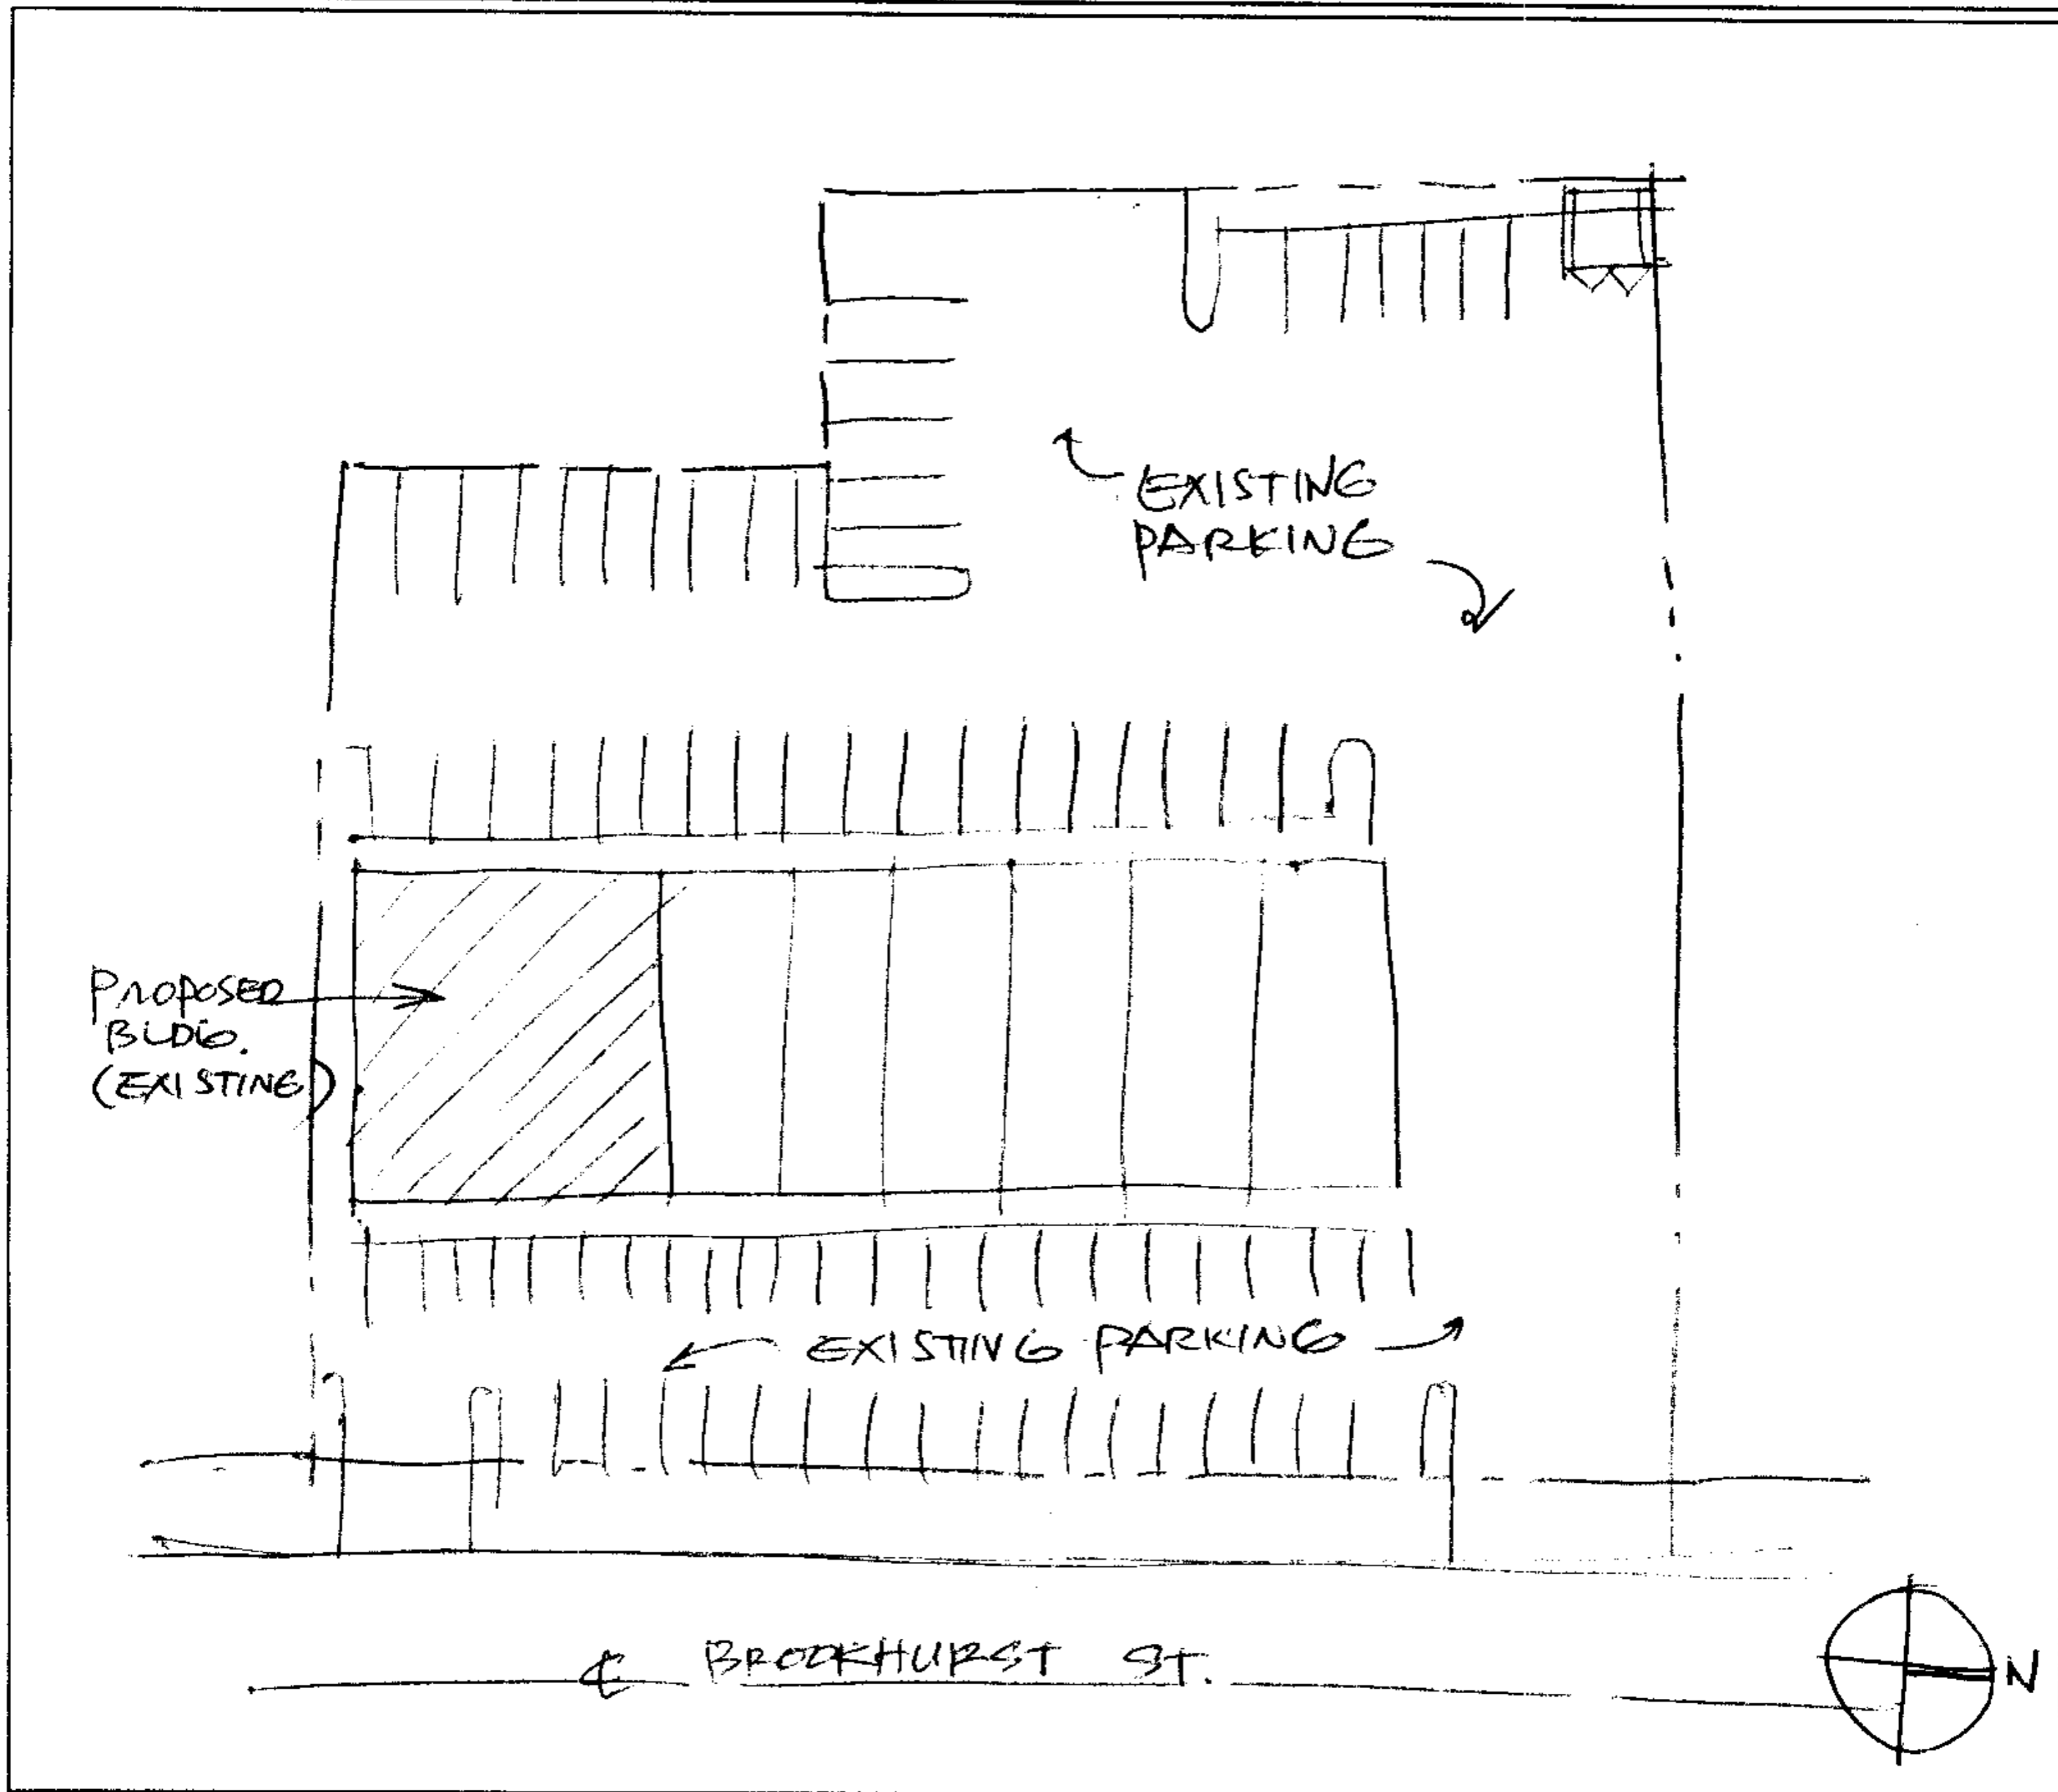 EXISTING
PARKING
PROPOSED
BLDG.
(EXISTING)
EXISTING PARKING
℄ BROOKHURST ST.
N